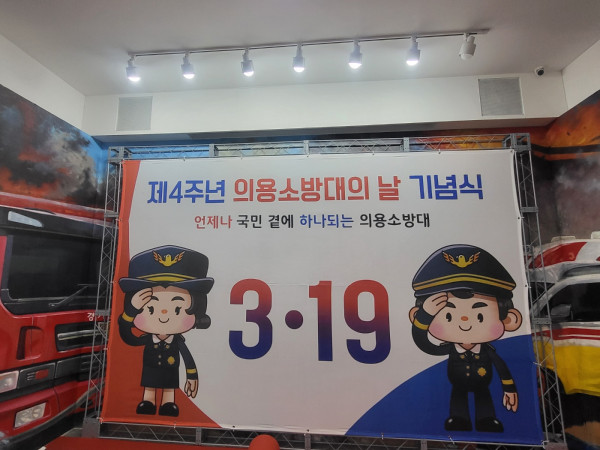 제4주년 의용소방대의 날 기념식
언제나 국민 곁에 하나되는 의용소방대
3·19